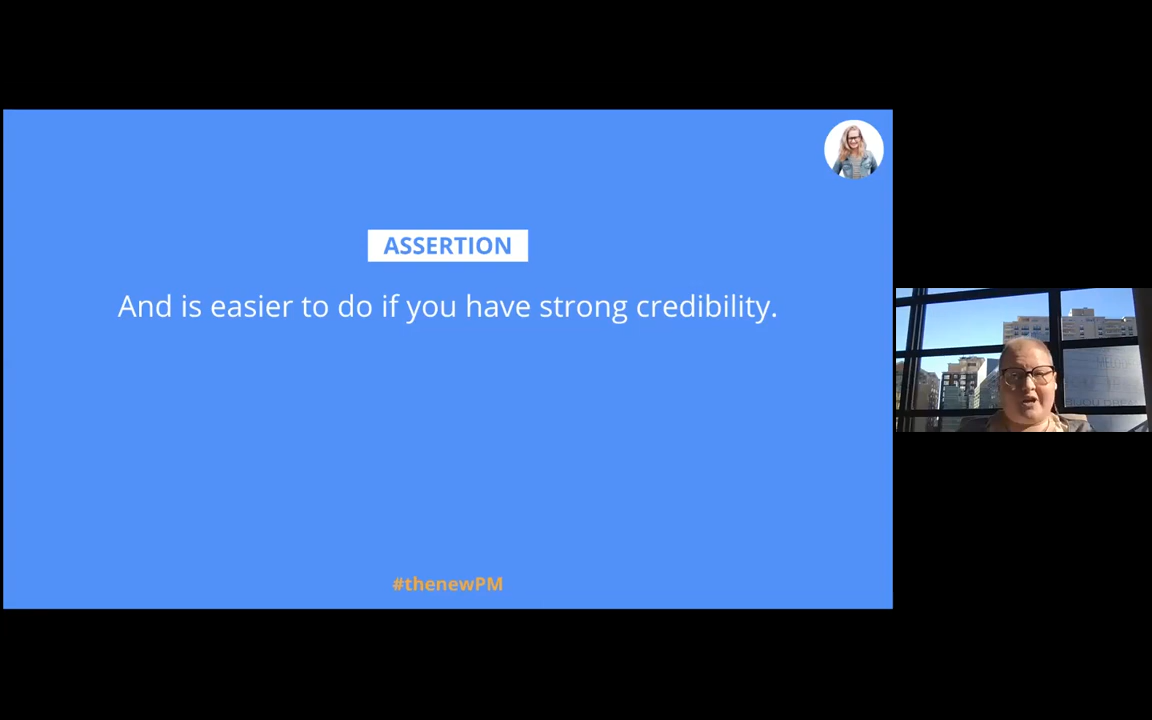 ASSERTION
And is easier to do if you have strong credibility.
#thenewPM